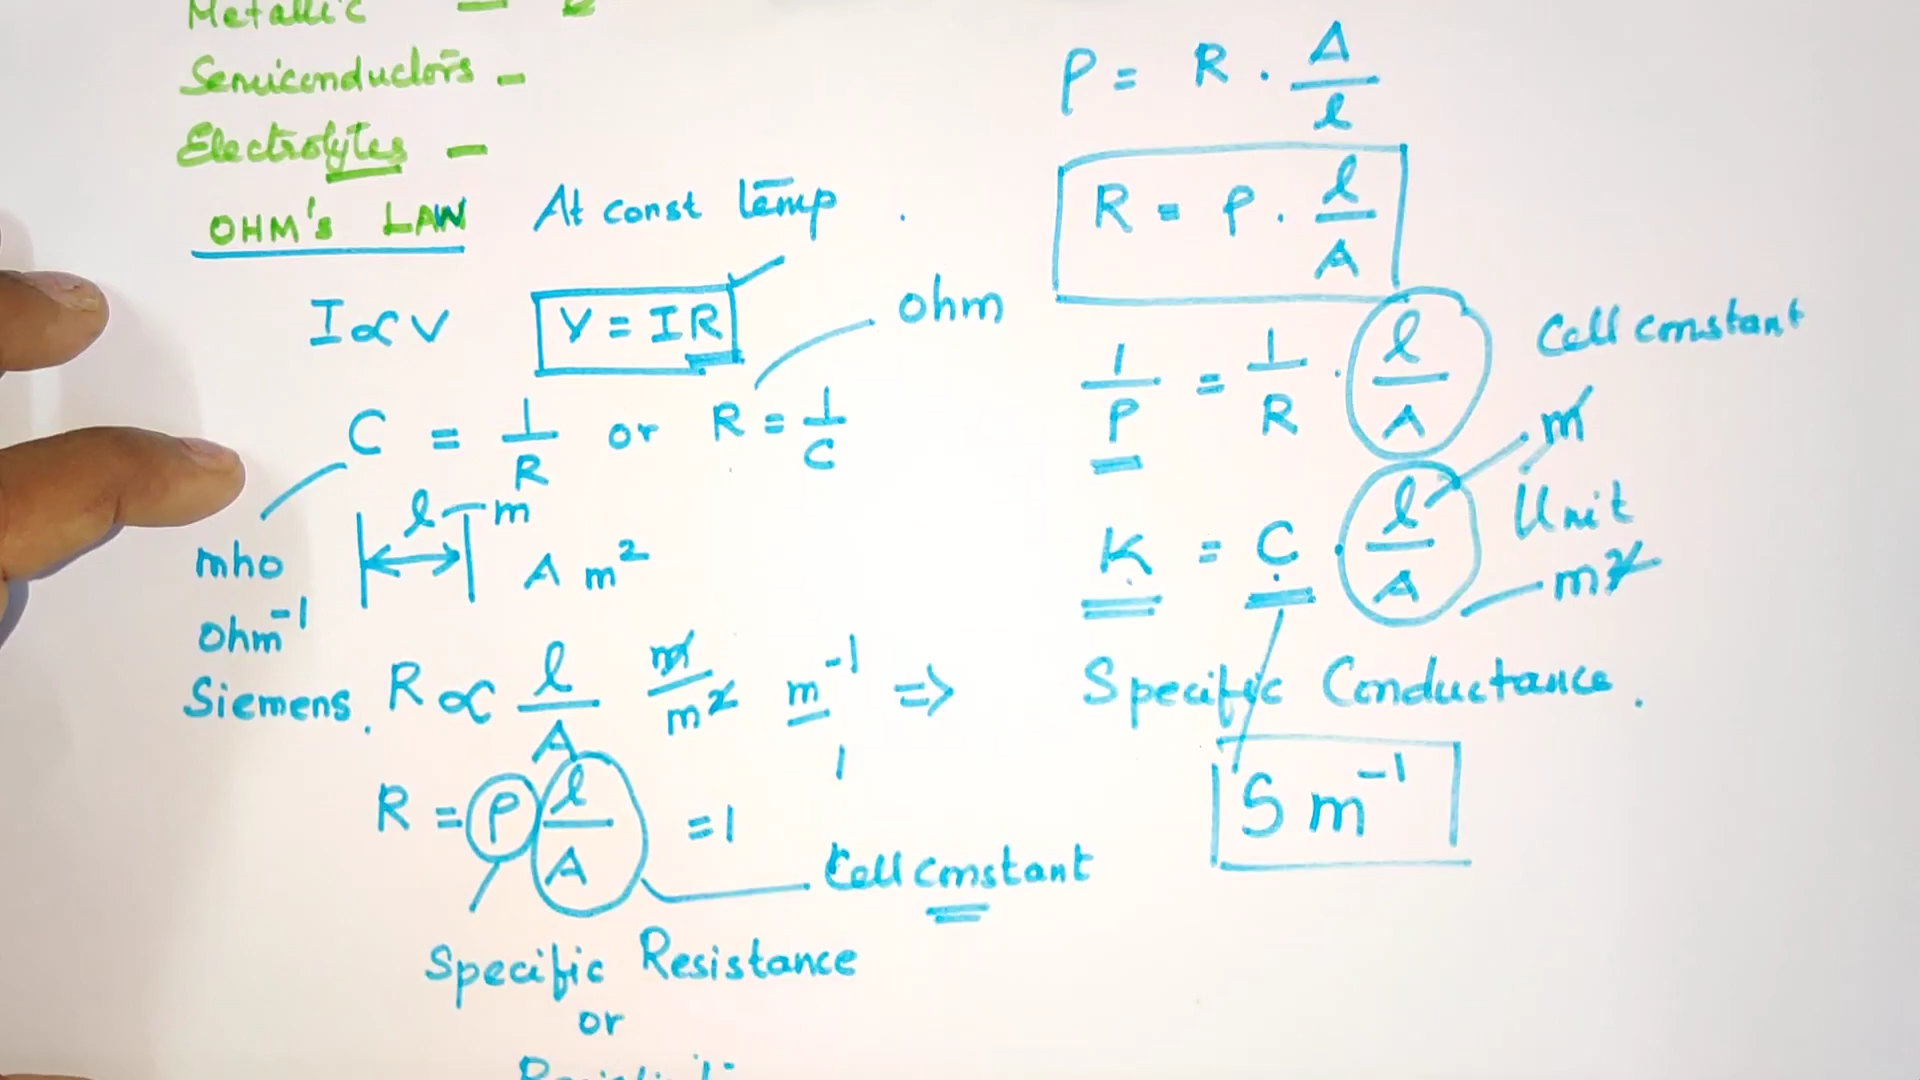 Metallic -
Semiconductors -
Electrolytes -
OHM's LAW At const temp .
I ∝ V V = IR ohm
C = 1/R or R = 1/C
l m
A m²
mho
ohm⁻¹
Siemens.
R ∝ l/A m/m² m⁻¹ =>
1
R = ρ l/A = 1
Cell constant
Specific Resistance
or
ρ = R . A/l
R = ρ . l/A
1/ρ = 1/R . l/A Cell constant
K = C . l/A m
Unit
m²
Specific Conductance.
S m⁻¹